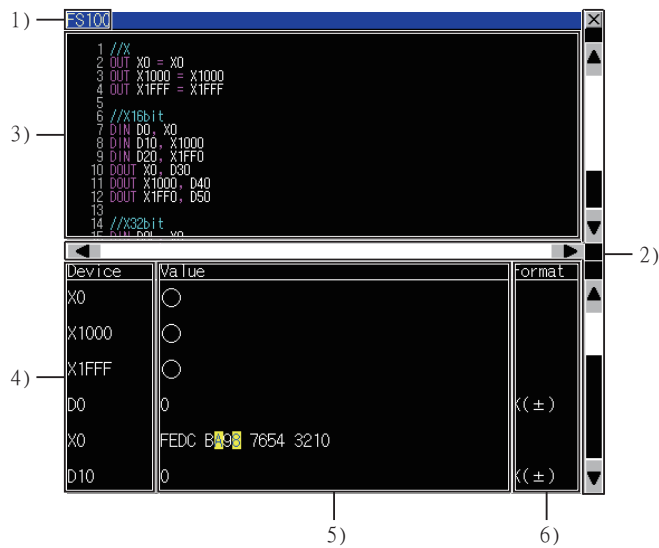 1) FS100 ×
1 //X
2 OUT X0 = X0
3 OUT X1000 = X1000
4 OUT X1FFF = X1FFF
5
6 //X16bit
3) 7 DIN D0, X0
8 DIN D10, X1000
9 DIN D20, X1FF0
10 DOUT X0, D30
11 DOUT X1000, D40
12 DOUT X1FF0, D50
13
14 //X32bit
2)
Device Value Format
X0
X1000
X1FFF
4)
D0 0 K(±)
X0 FEDC BA98 7654 3210
D10 0 K(±)
5) 6)